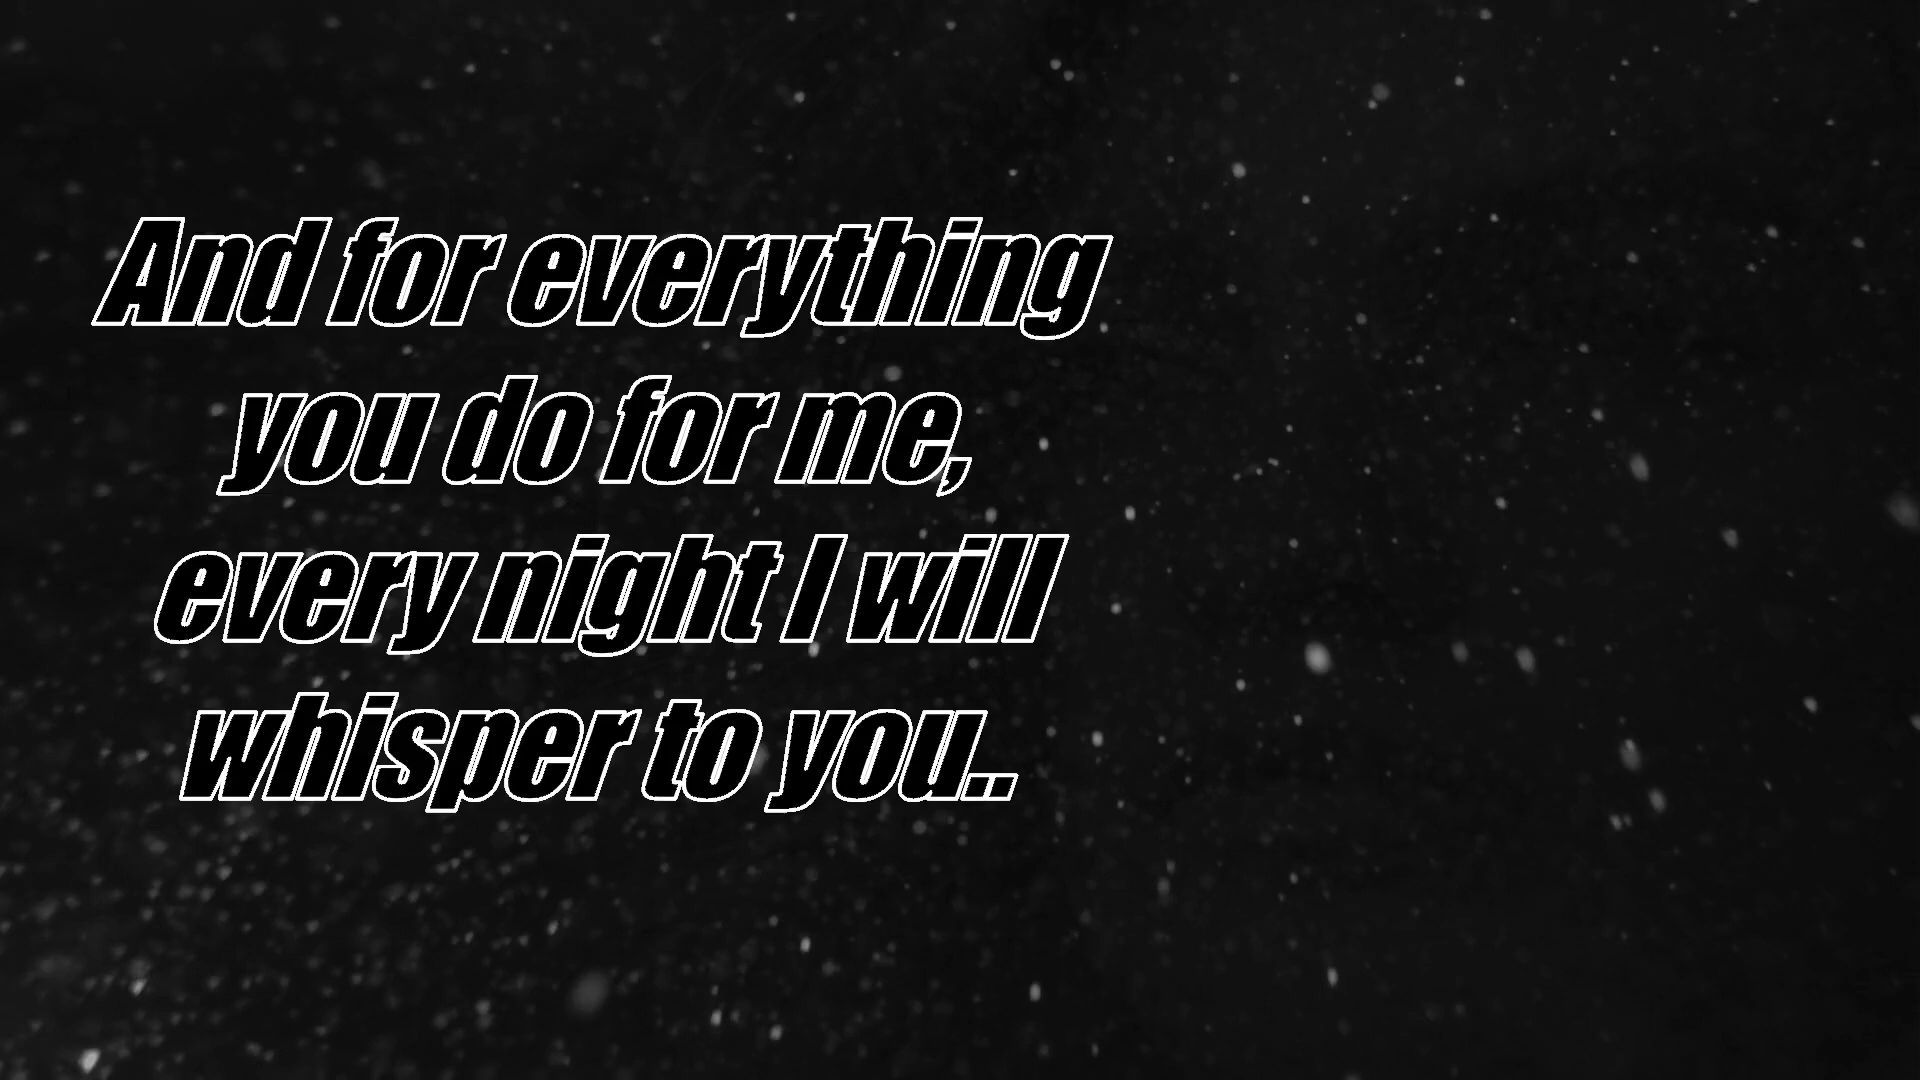 And for everything
you do for me,
every night I will
whisper to you..